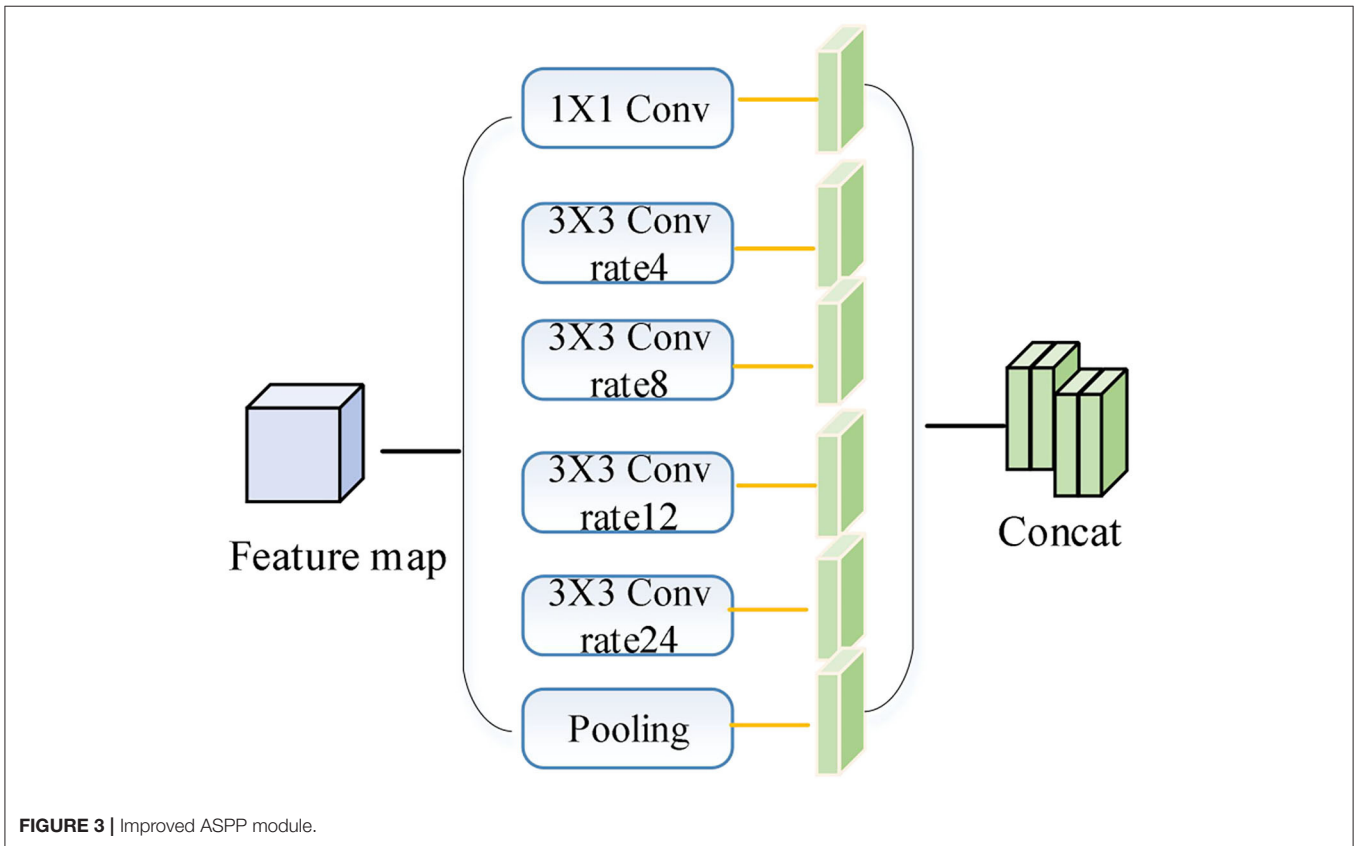 1X1 Conv
3X3 Conv
rate4
3X3 Conv
rate8
3X3 Conv
rate12
3X3 Conv
rate24
Pooling
Feature map
Concat
FIGURE 3 | Improved ASPP module.